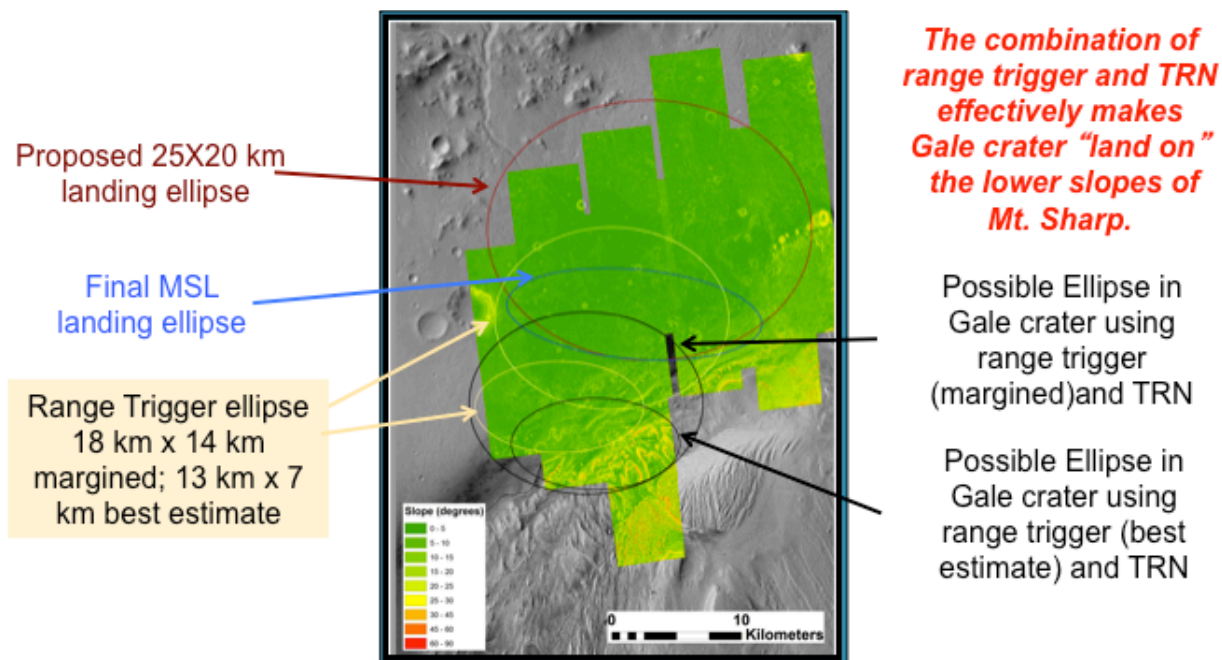 Proposed 25X20 km
landing ellipse
Final MSL
landing ellipse
Range Trigger ellipse
18 km x 14 km
margined; 13 km x 7
km best estimate
Slope (degrees)
0 - 5
5 - 10
10 - 15
15 - 20
20 - 25
25 - 30
30 - 45
45 - 60
60 - 90
0 10
Kilometers
The combination of
range trigger and TRN
effectively makes
Gale crater “land on”
the lower slopes of
Mt. Sharp.
Possible Ellipse in
Gale crater using
range trigger
(margined)and TRN
Possible Ellipse in
Gale crater using
range trigger (best
estimate) and TRN